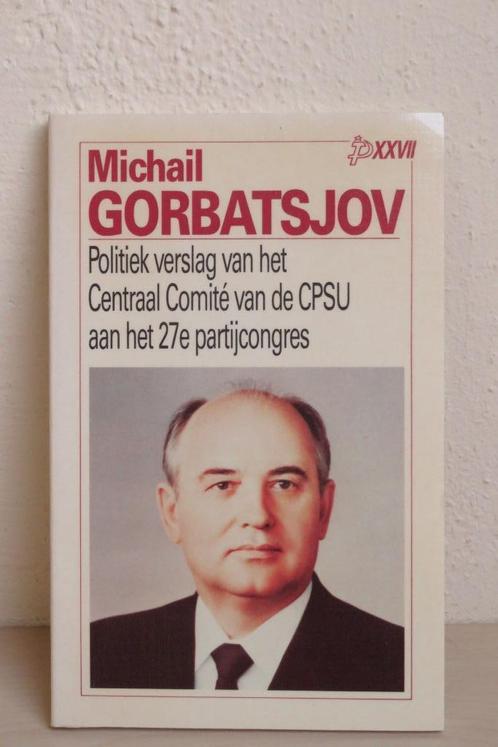 XXVII
Michail
GORBATSJOV
Politiek verslag van het
Centraal Comité van de CPSU
aan het 27e partijcongres